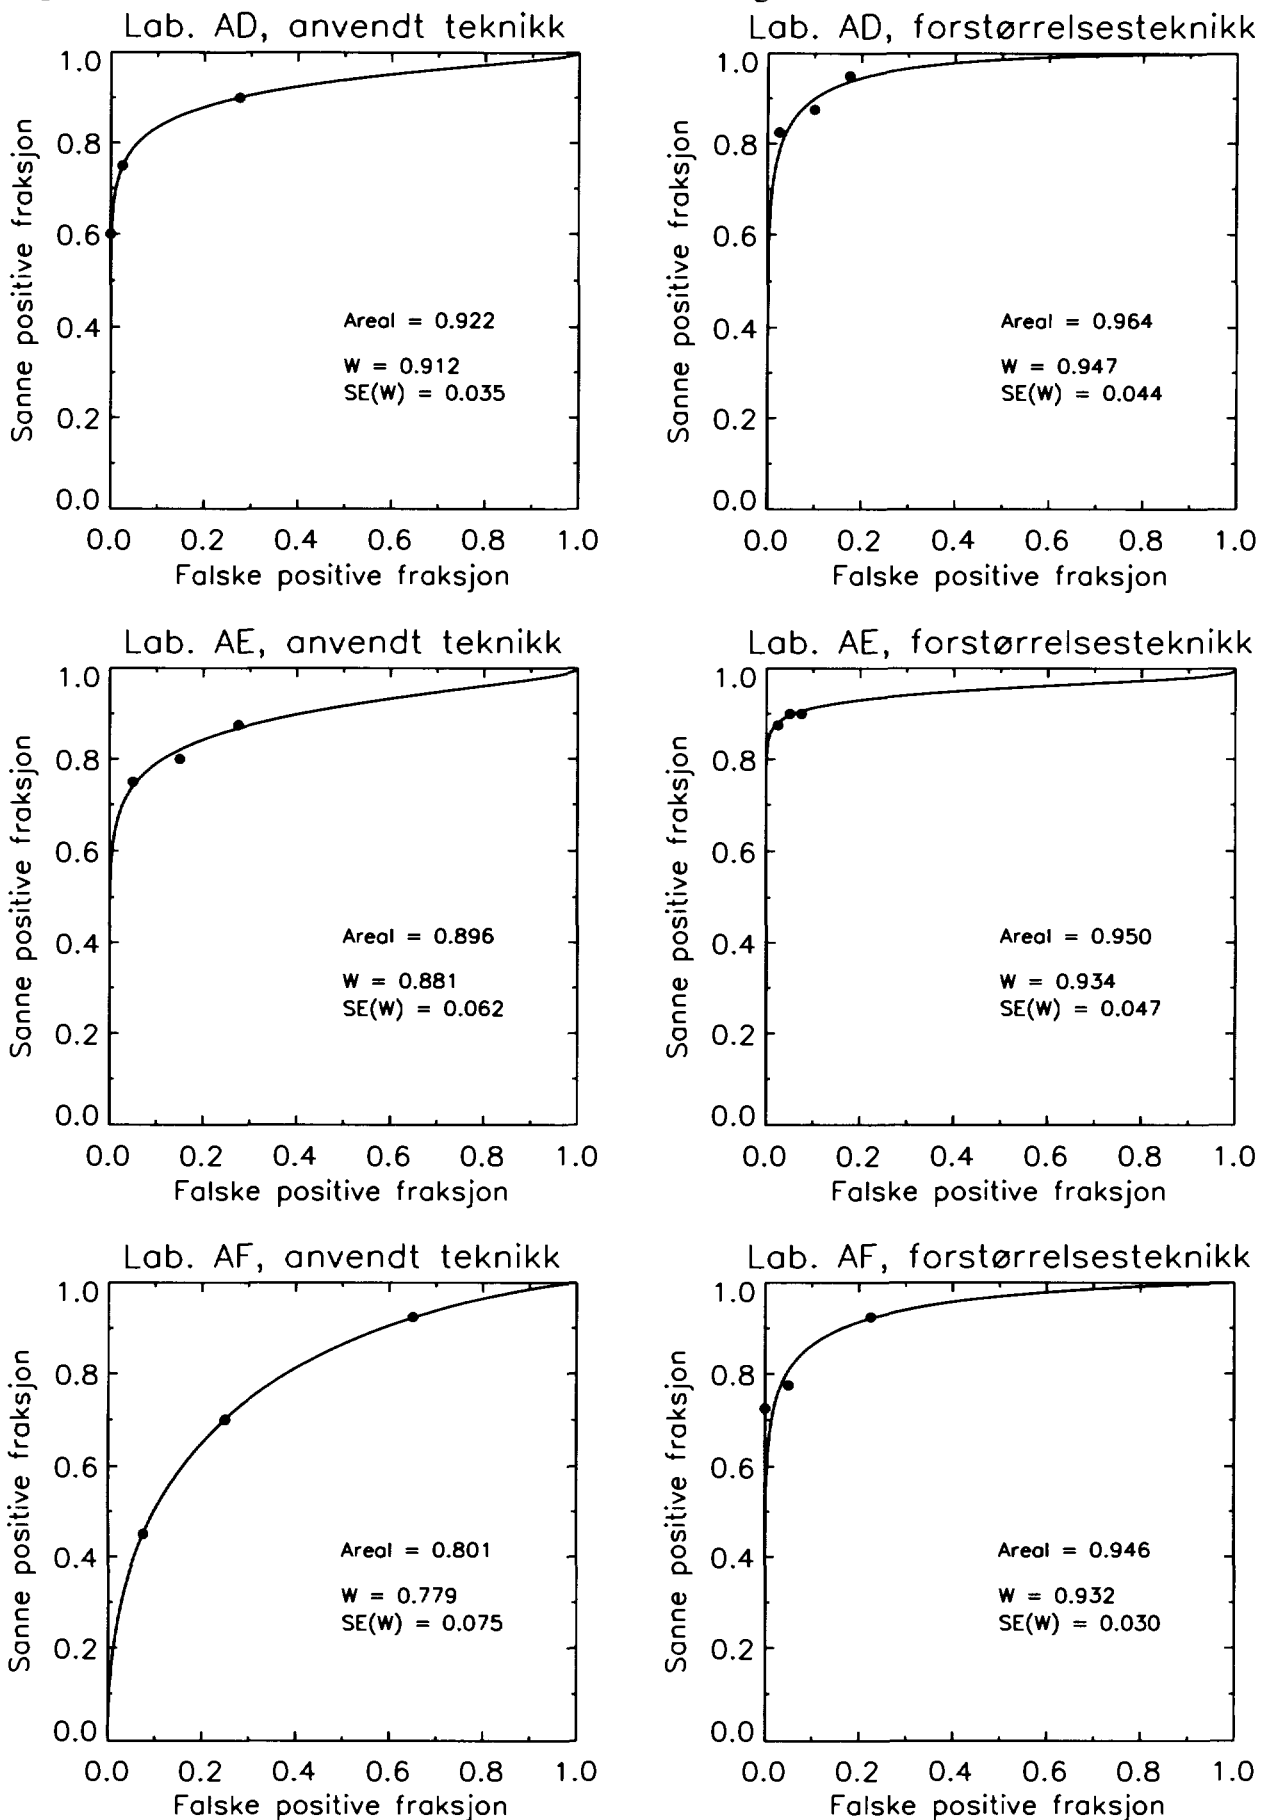 Lab. AD, anvendt teknikk
Sanne positive fraksjon
1.0
0.8
0.6
0.4
0.2
0.0
Areal = 0.922
W = 0.912
SE(W) = 0.035
0.0 0.2 0.4 0.6 0.8 1.0
Falske positive fraksjon
Lab. AD, forstørrelsesteknikk
Sanne positive fraksjon
1.0
0.8
0.6
0.4
0.2
0.0
Areal = 0.964
W = 0.947
SE(W) = 0.044
0.0 0.2 0.4 0.6 0.8 1.0
Falske positive fraksjon
Lab. AE, anvendt teknikk
Sanne positive fraksjon
1.0
0.8
0.6
0.4
0.2
0.0
Areal = 0.896
W = 0.881
SE(W) = 0.062
0.0 0.2 0.4 0.6 0.8 1.0
Falske positive fraksjon
Lab. AE, forstørrelsesteknikk
Sanne positive fraksjon
1.0
0.8
0.6
0.4
0.2
0.0
Areal = 0.950
W = 0.934
SE(W) = 0.047
0.0 0.2 0.4 0.6 0.8 1.0
Falske positive fraksjon
Lab. AF, anvendt teknikk
Sanne positive fraksjon
1.0
0.8
0.6
0.4
0.2
0.0
Areal = 0.801
W = 0.779
SE(W) = 0.075
0.0 0.2 0.4 0.6 0.8 1.0
Falske positive fraksjon
Lab. AF, forstørrelsesteknikk
Sanne positive fraksjon
1.0
0.8
0.6
0.4
0.2
0.0
Areal = 0.946
W = 0.932
SE(W) = 0.030
0.0 0.2 0.4 0.6 0.8 1.0
Falske positive fraksjon